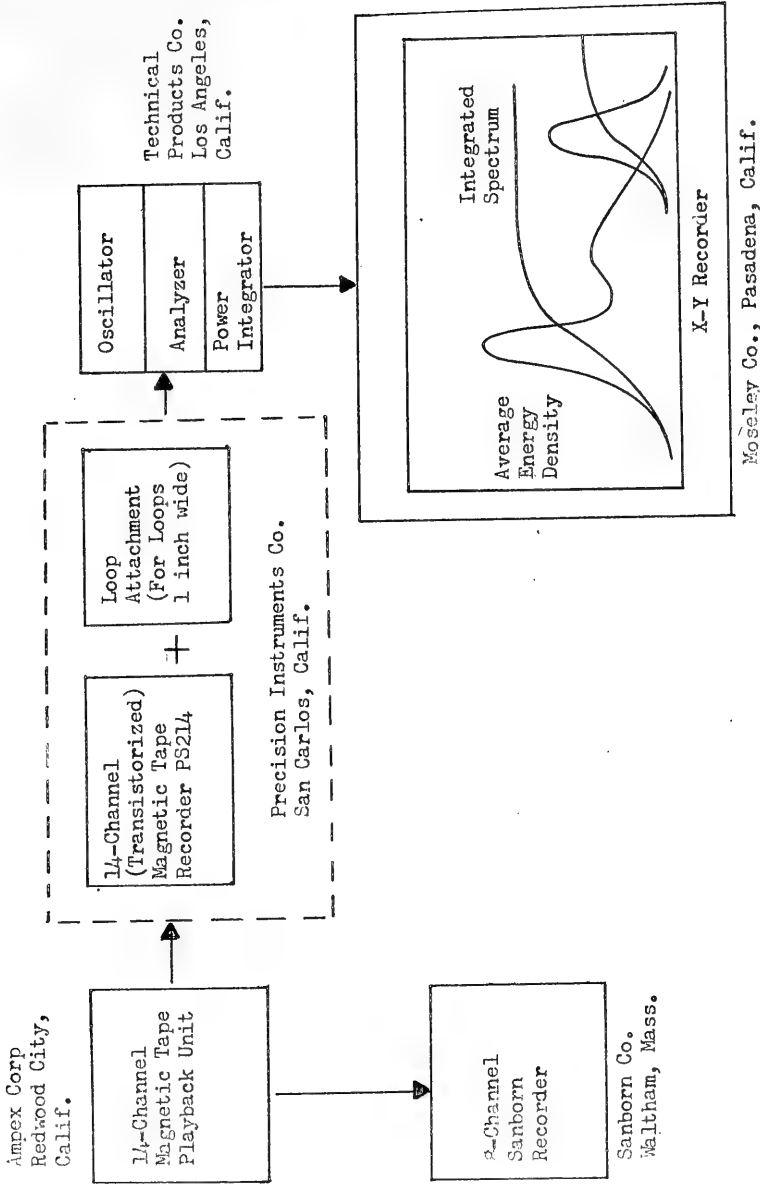 Ampex Corp
Redwood City,
Calif.
14-Channel
Magnetic Tape
Playback Unit
Sanborn
Recorder
Sanborn Co.
Waltham, Mass.
14-Channel
(Transistorized)
Magnetic Tape
Recorder PS214
+
Loop
Attachment
(For Loops
1 inch wide)
Precision Instruments Co.
San Carlos, Calif.
Oscillator
Analyzer
Power
Integrator
Technical
Products Co.
Los Angeles,
Calif.
Average
Energy
Density
Integrated
Spectrum
X-Y Recorder
Moseley Co., Pasadena, Calif.